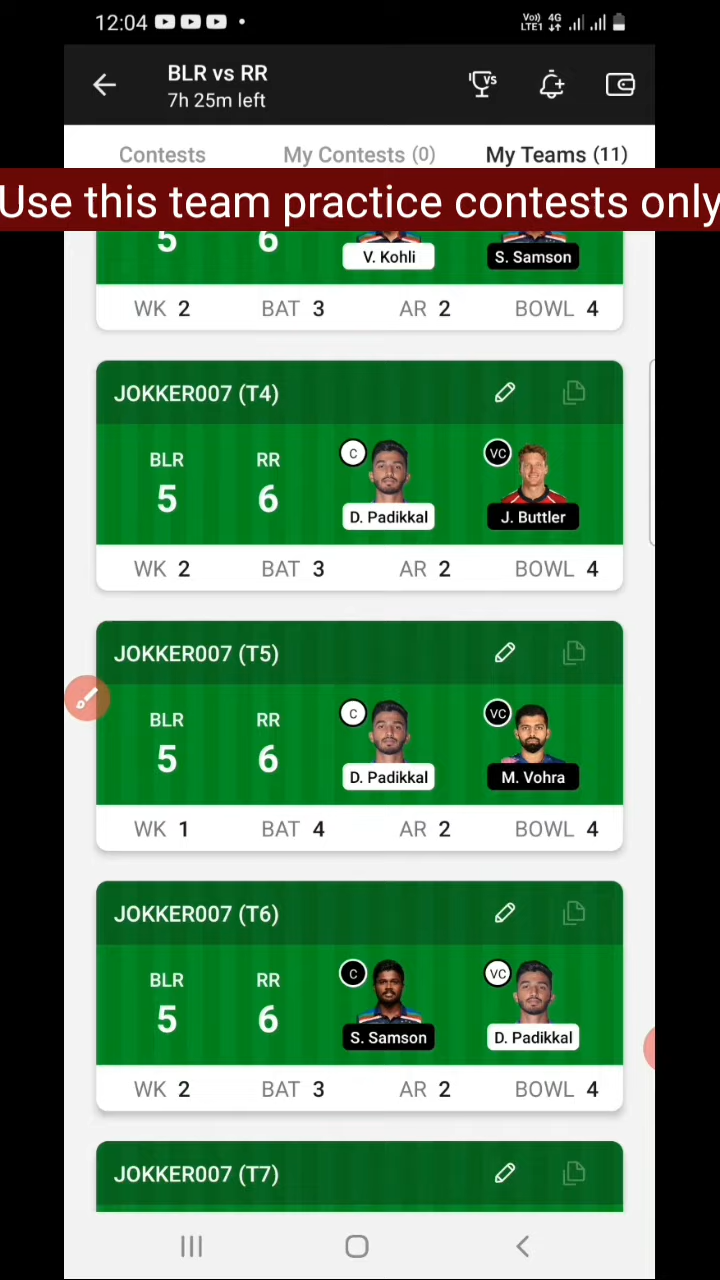 12:04
Vo)) 4G
LTE1
BLR vs RR
VS
7h 25m left
Contests My Contests (0) My Teams (11)
Use this team practice contests only
5 6 V. Kohli S. Samson
WK 2 BAT 3 AR 2 BOWL 4
JOKKER007 (T4)
BLR RR C VC
5 6
D. Padikkal J. Buttler
WK 2 BAT 3 AR 2 BOWL 4
JOKKER007 (T5)
BLR RR C VC
5 6
D. Padikkal M. Vohra
WK 1 BAT 4 AR 2 BOWL 4
JOKKER007 (T6)
BLR RR C VC
5 6
S. Samson D. Padikkal
WK 2 BAT 3 AR 2 BOWL 4
JOKKER007 (T7)